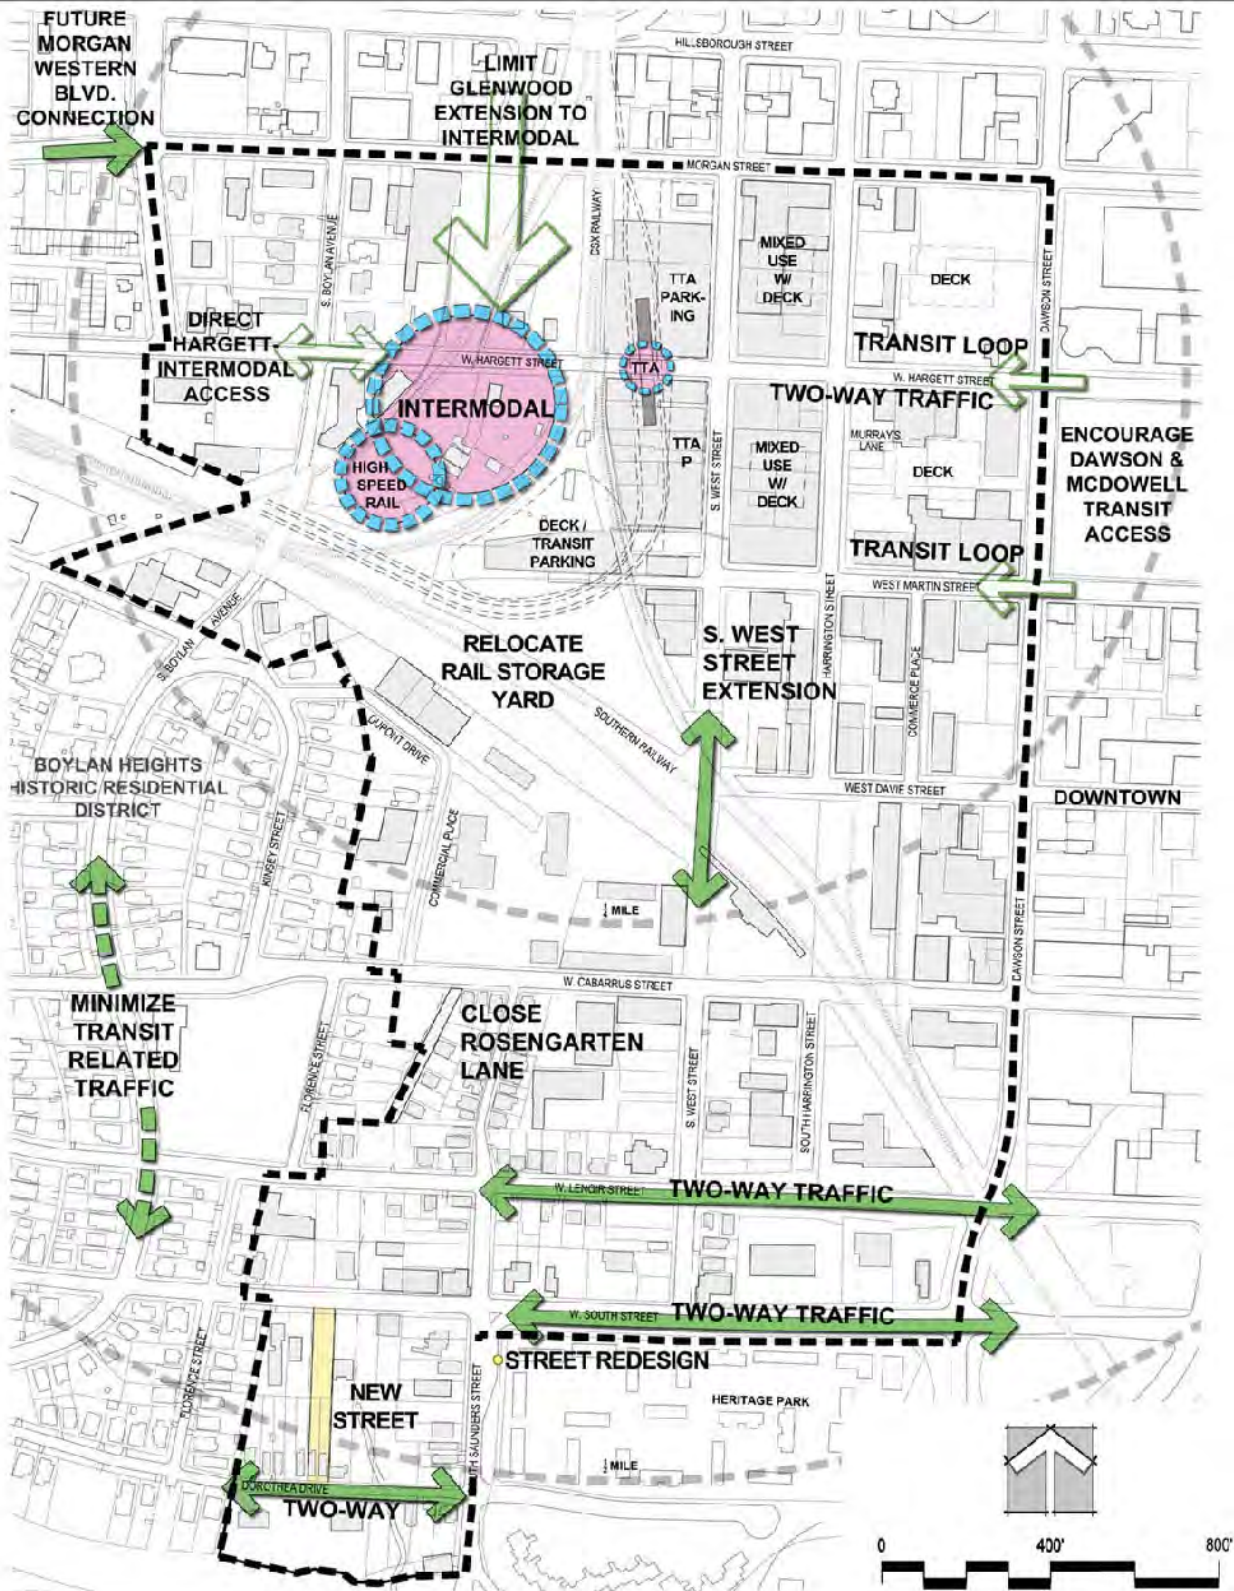 FUTURE
MORGAN
WESTERN
BLVD.
CONNECTION
LIMIT
GLENWOOD
EXTENSION TO
INTERMODAL
HILLSBOROUGH STREET
MORGAN STREET
S. BOYLAN AVENUE
CSX RAILWAY
TTA
PARK-
ING
MIXED
USE
W/
DECK
DECK
DAWSON STREET
DIRECT
HARGETT-
INTERMODAL
ACCESS
W. HARGETT STREET
TTA
TRANSIT LOOP
W. HARGETT STREET
TWO-WAY TRAFFIC
INTERMODAL
HIGH
SPEED
RAIL
TTA
P
S. WEST STREET
MIXED
USE
W/
DECK
MURRAY'S
LANE
DECK
ENCOURAGE
DAWSON &
MCDOWELL
TRANSIT
ACCESS
DECK /
TRANSIT
PARKING
TRANSIT LOOP
WEST MARTIN STREET
S. BOYLAN
AVENUE
RELOCATE
RAIL STORAGE
YARD
S. WEST
STREET
EXTENSION
HARRINGTON STREET
COMMERCE PLACE
DUPONT DRIVE
SOUTHERN RAILWAY
BOYLAN HEIGHTS
HISTORIC RESIDENTIAL
DISTRICT
WEST DAVIE STREET
DOWNTOWN
KINSEY STREET
COMMERCIAL PLACE
MILE
DAWSON STREET
W. CABARRUS STREET
MINIMIZE
TRANSIT
RELATED
TRAFFIC
CLOSE
ROSENGARTEN
LANE
FLORENCE STREET
S. WEST STREET
SOUTH HARRINGTON STREET
W. LENOIR STREET
TWO-WAY TRAFFIC
W. SOUTH STREET
TWO-WAY TRAFFIC
STREET REDESIGN
FLORENCE STREET
NEW
STREET
TH SAUNDERS STREET
HERITAGE PARK
½ MILE
DOROTHEA DRIVE
TWO-WAY
0 400' 800'